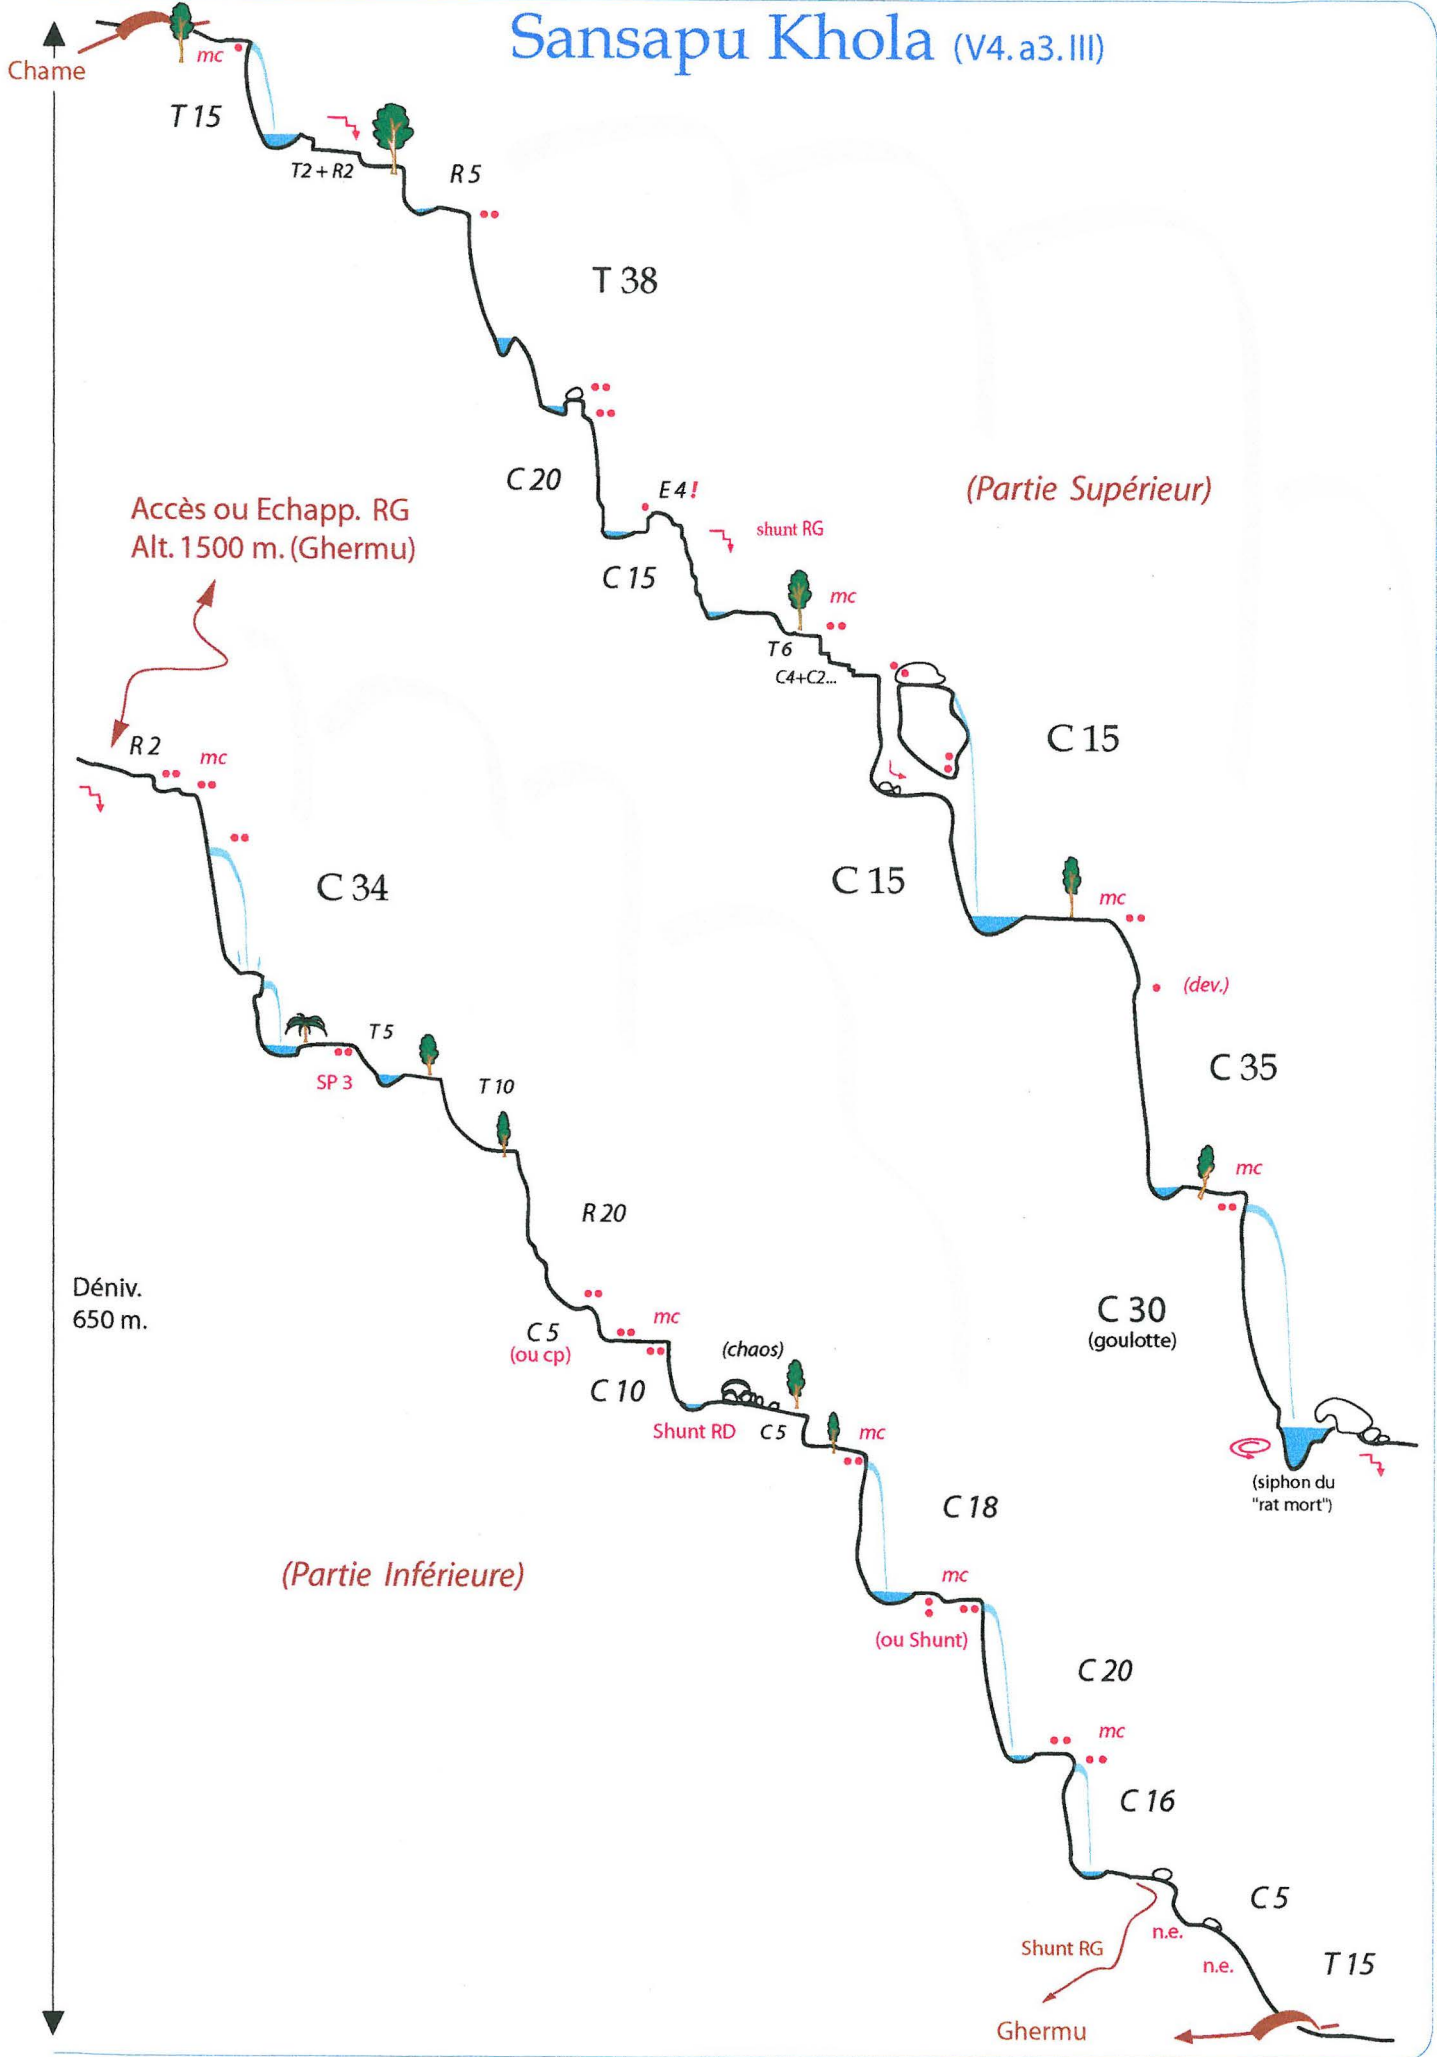 Sansapu Khola (V4. a3. III)
Chame
mc
T 15
T2 + R2
R 5
T 38
C 20
E 4 !
(Partie Supérieur)
shunt RG
C 15
mc
T 6
C4+C2...
C 15
C 15
mc
(dev.)
C 35
mc
C 30
(goulotte)
(siphon du
"rat mort")
Accès ou Echapp. RG
Alt. 1500 m. (Ghermu)
R 2
mc
C 34
T 5
SP 3
T 10
R 20
Déniv.
650 m.
C 5
(ou cp)
mc
(chaos)
C 10
Shunt RD
C 5
mc
C 18
(Partie Inférieure)
mc
(ou Shunt)
C 20
mc
C 16
C 5
n.e.
Shunt RG
n.e.
T 15
Ghermu